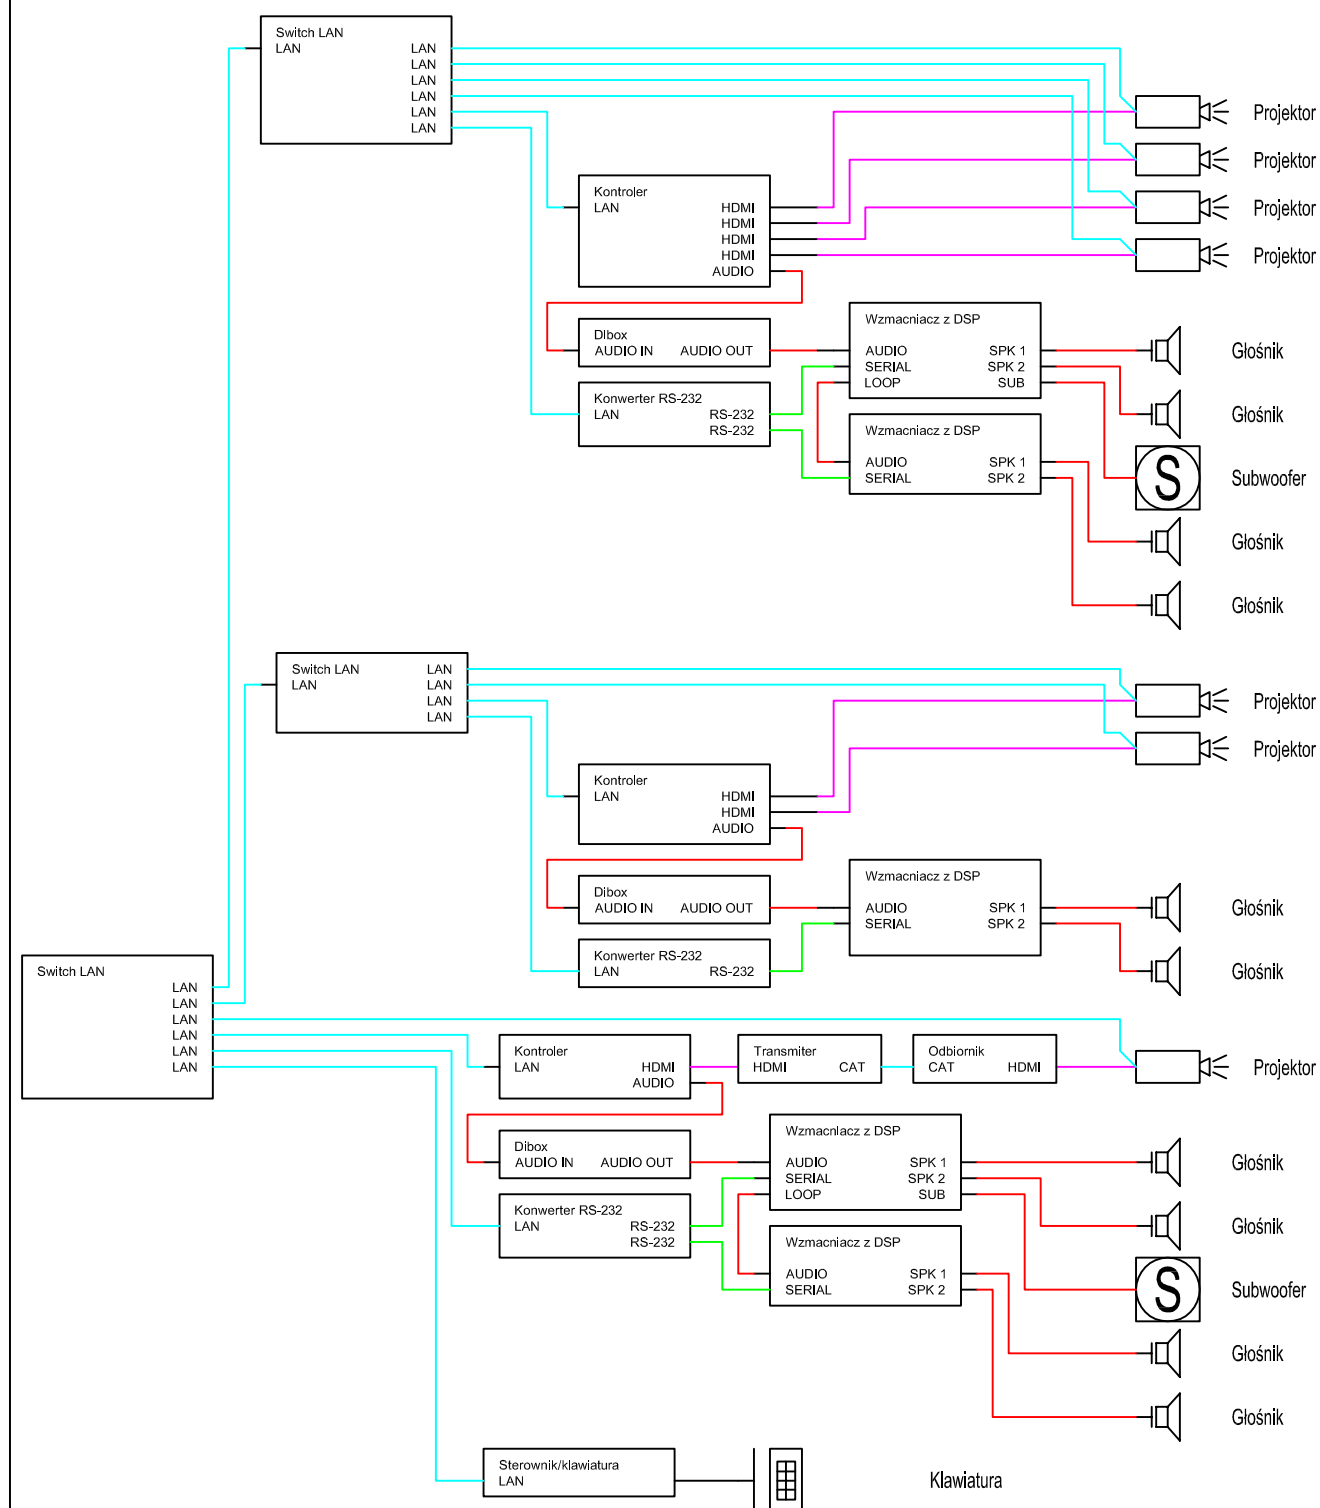 Switch LAN
LAN LAN
LAN
LAN
LAN
LAN
LAN
Projektor
Projektor
Projektor
Projektor
Kontroler
LAN HDMI
HDMI
HDMI
HDMI
AUDIO
Dibox
AUDIO IN AUDIO OUT
Konwerter RS-232
LAN RS-232
RS-232
Wzmacniacz z DSP
AUDIO SPK 1
SERIAL SPK 2
LOOP SUB
Wzmacniacz z DSP
AUDIO SPK 1
SERIAL SPK 2
Głośnik
Głośnik
S Subwoofer
Głośnik
Głośnik
Switch LAN LAN
LAN LAN
LAN
LAN
Projektor
Projektor
Kontroler
LAN HDMI
HDMI
AUDIO
Dibox
AUDIO IN AUDIO OUT
Konwerter RS-232
LAN RS-232
Wzmacniacz z DSP
AUDIO SPK 1
SERIAL SPK 2
Głośnik
Głośnik
Switch LAN
LAN
LAN
LAN
LAN
LAN
LAN
Kontroler
LAN HDMI
AUDIO
Transmiter
HDMI CAT
Odbiornik
CAT HDMI
Projektor
Dibox
AUDIO IN AUDIO OUT
Konwerter RS-232
LAN RS-232
RS-232
Wzmacniacz z DSP
AUDIO SPK 1
SERIAL SPK 2
LOOP SUB
Wzmacniacz z DSP
AUDIO SPK 1
SERIAL SPK 2
Głośnik
Głośnik
S Subwoofer
Głośnik
Głośnik
Sterownik/klawiatura
LAN
Klawiatura